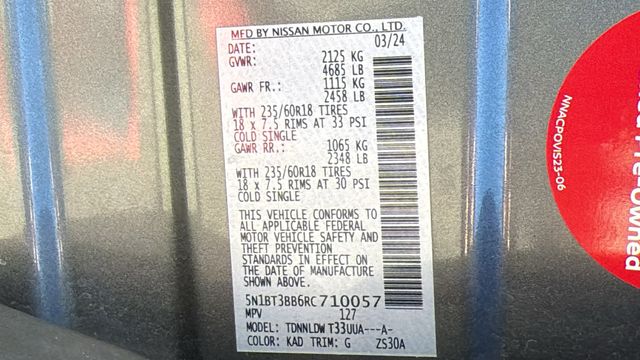 MFD BY NISSAN MOTOR CO., LTD.
DATE: 03/24
GVWR: 2125 KG
4685 LB
GAWR FR.: 1115 KG
2458 LB
WITH 235/60R18 TIRES
18 x 7.5 RIMS AT 33 PSI
COLD SINGLE
GAWR RR.: 1065 KG
2348 LB
WITH 235/60R18 TIRES
18 x 7.5 RIMS AT 30 PSI
COLD SINGLE
THIS VEHICLE CONFORMS TO
ALL APPLICABLE FEDERAL
MOTOR VEHICLE SAFETY AND
THEFT PREVENTION
STANDARDS IN EFFECT ON
THE DATE OF MANUFACTURE
SHOWN ABOVE.
5N1BT3BB6RC710057
MPV 127
MODEL: TDNNLDWT33UUA---A-
COLOR: KAD TRIM: G ZS30A
Pre-Owned
NNACPOVIS23-06